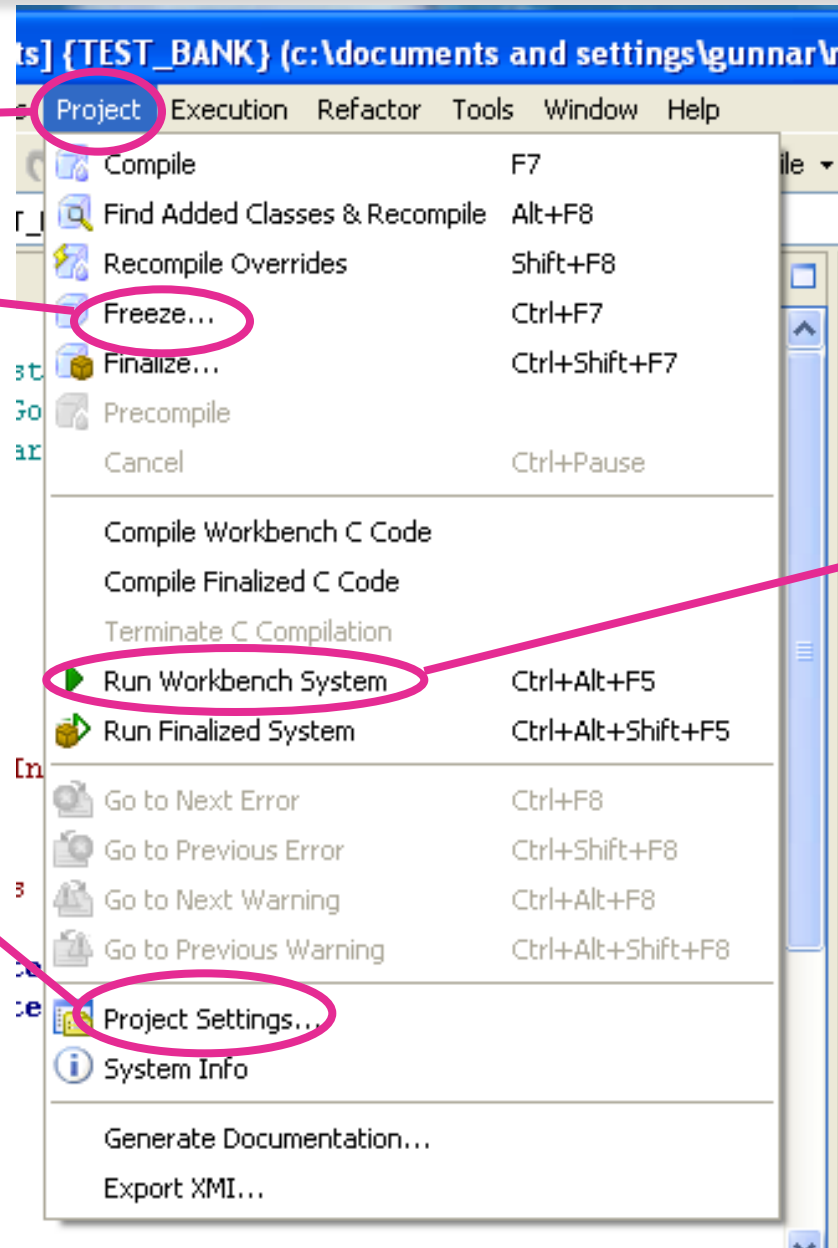 ts] {TEST_BANK} (c:\documents and settings\gunnar\
Project Execution Refactor Tools Window Help
Compile F7
Find Added Classes & Recompile Alt+F8
Recompile Overrides Shift+F8
Freeze... Ctrl+F7
Finalize... Ctrl+Shift+F7
Precompile
Cancel Ctrl+Pause
Compile Workbench C Code
Compile Finalized C Code
Terminate C Compilation
Run Workbench System Ctrl+Alt+F5
Run Finalized System Ctrl+Alt+Shift+F5
Go to Next Error Ctrl+F8
Go to Previous Error Ctrl+Shift+F8
Go to Next Warning Ctrl+Alt+F8
Go to Previous Warning Ctrl+Alt+Shift+F8
Project Settings...
System Info
Generate Documentation...
Export XMI...